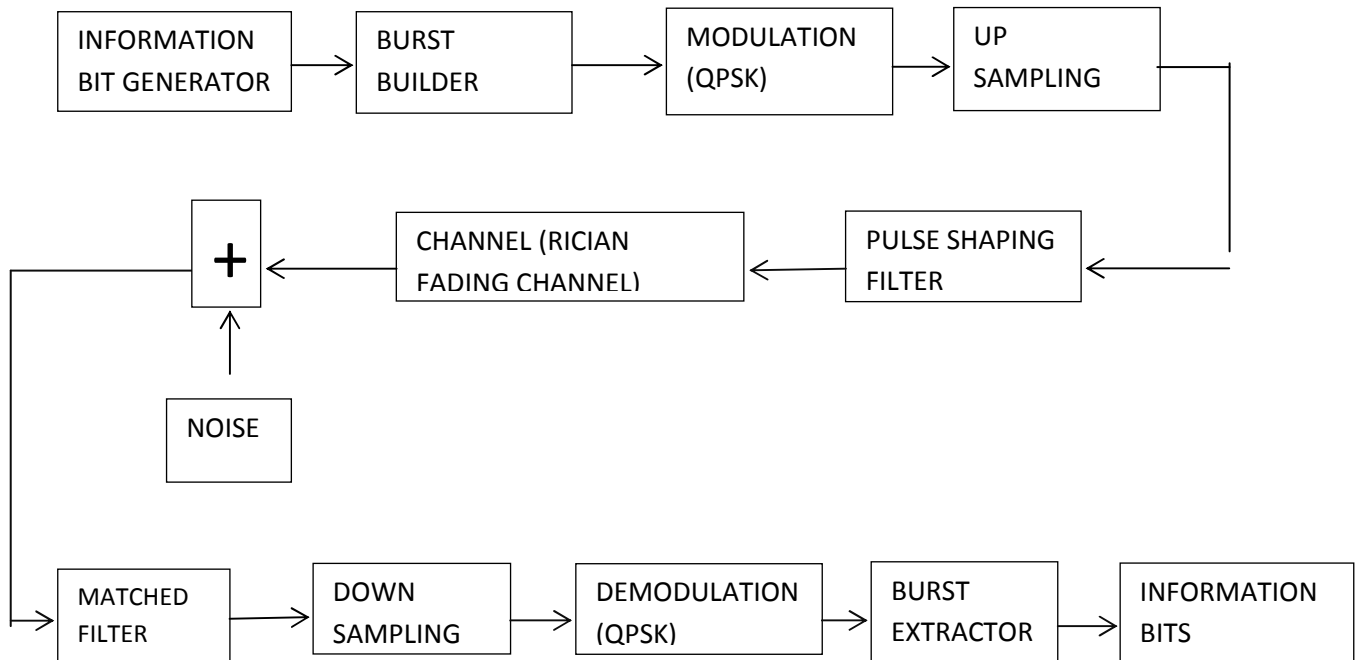 INFORMATION
BIT GENERATOR
BURST
BUILDER
MODULATION
(QPSK)
UP
SAMPLING
+
CHANNEL (RICIAN
FADING CHANNEL)
PULSE SHAPING
FILTER
NOISE
MATCHED
FILTER
DOWN
SAMPLING
DEMODULATION
(QPSK)
BURST
EXTRACTOR
INFORMATION
BITS